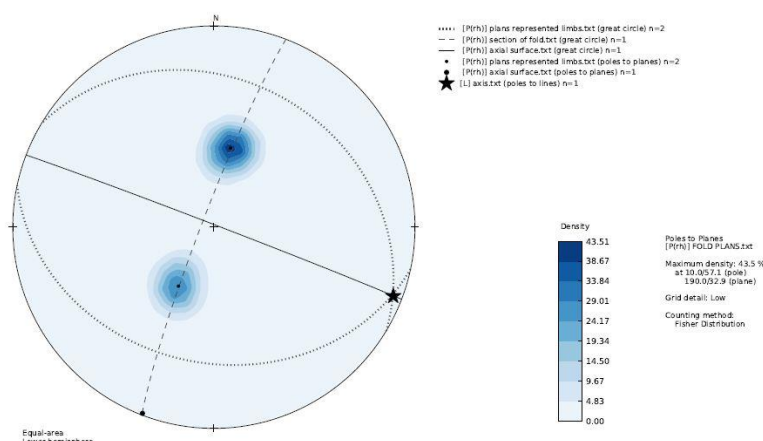 N
[P(rh)] plans represented limbs.txt (great circle) n=2
[P(rh)] section of fold.txt (great circle) n=1
[P(rh)] axial surface.txt (great circle) n=1
[P(rh)] plans represented limbs.txt (poles to planes) n=2
[P(rh)] axial surface.txt (poles to planes) n=1
[L] axis.txt (poles to lines) n=1
Density
43.51
38.67
33.84
29.01
24.17
19.34
14.50
9.67
4.83
0.00
Poles to Planes
[P(rh)] FOLD PLANS.txt
Maximum density: 43.5 %
at 10.0/57.1 (pole)
190.0/32.9 (plane)
Grid detail: Low
Counting method:
Fisher Distribution
Equal-area
Lower hemisphere